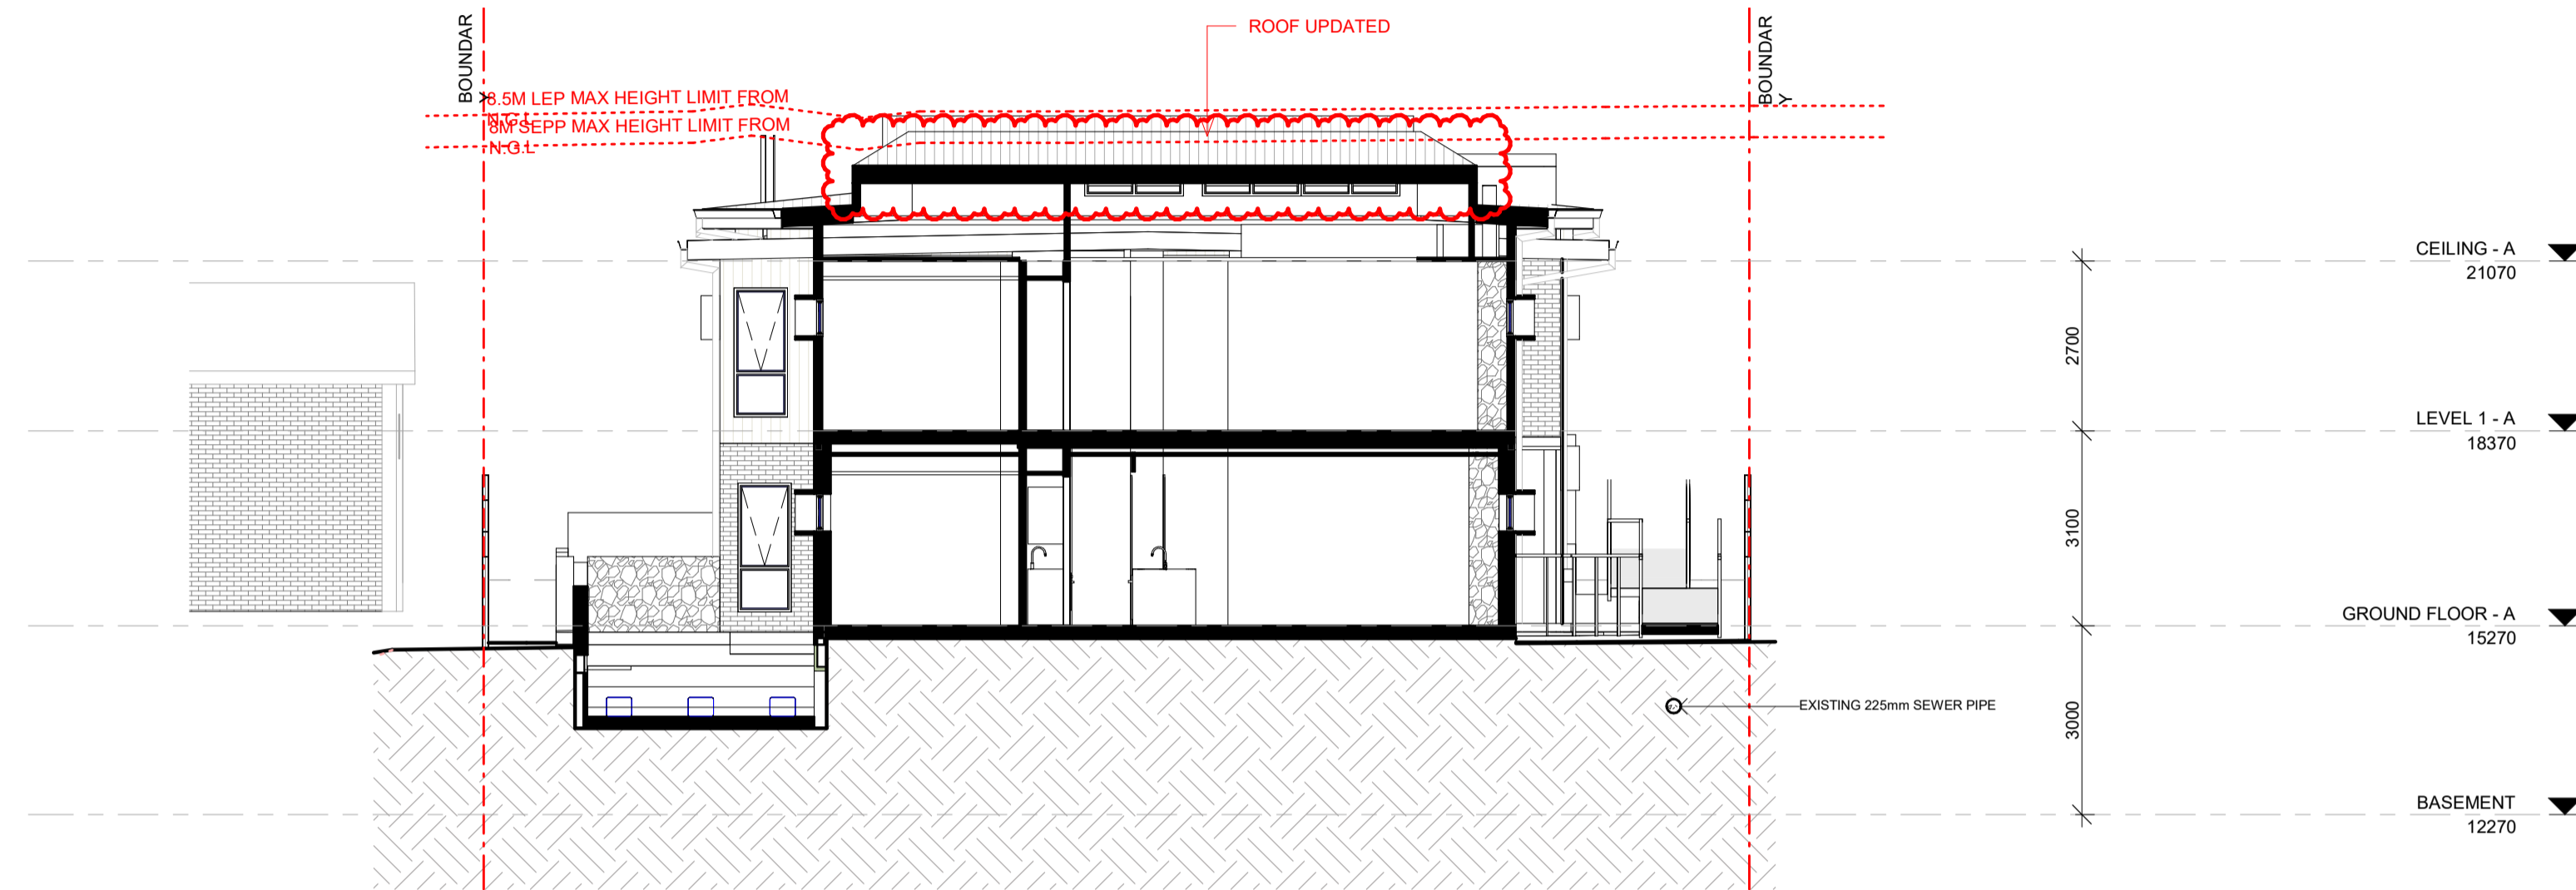 ROOF UPDATED
BOUNDAR
Y
BOUNDAR
Y
8.5M LEP MAX HEIGHT LIMIT FROM
N.G.L
8M SEPP MAX HEIGHT LIMIT FROM
N.G.L
CEILING - A
21070
2700
LEVEL 1 - A
18370
3100
GROUND FLOOR - A
15270
EXISTING 225mm SEWER PIPE
3000
BASEMENT
12270